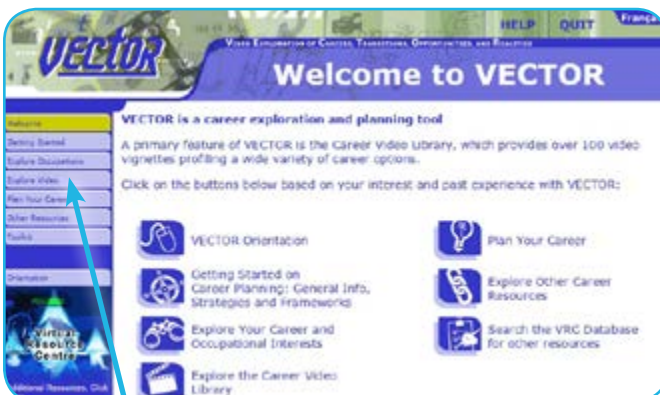 HELP QUIT Françai
VECTOR
Video Exploration of Careers, Transitions, Opportunities and Realities
Welcome to VECTOR
Welcome
Getting Started
Explore Occupations
Explore Video
Plan Your Career
Other Resources
Toolkit
Orientation
Virtual
Resource
Centre
Additional Resources, Click
VECTOR is a career exploration and planning tool
A primary feature of VECTOR is the Career Video Library, which provides over 100 video
vignettes profiling a wide variety of career options.
Click on the buttons below based on your interest and past experience with VECTOR:
VECTOR Orientation
Getting Started on
Career Planning: General Info,
Strategies and Frameworks
Explore Your Career and
Occupational Interests
Explore the Career Video
Library
Plan Your Career
Explore Other Career
Resources
Search the VRC Database
for other resources